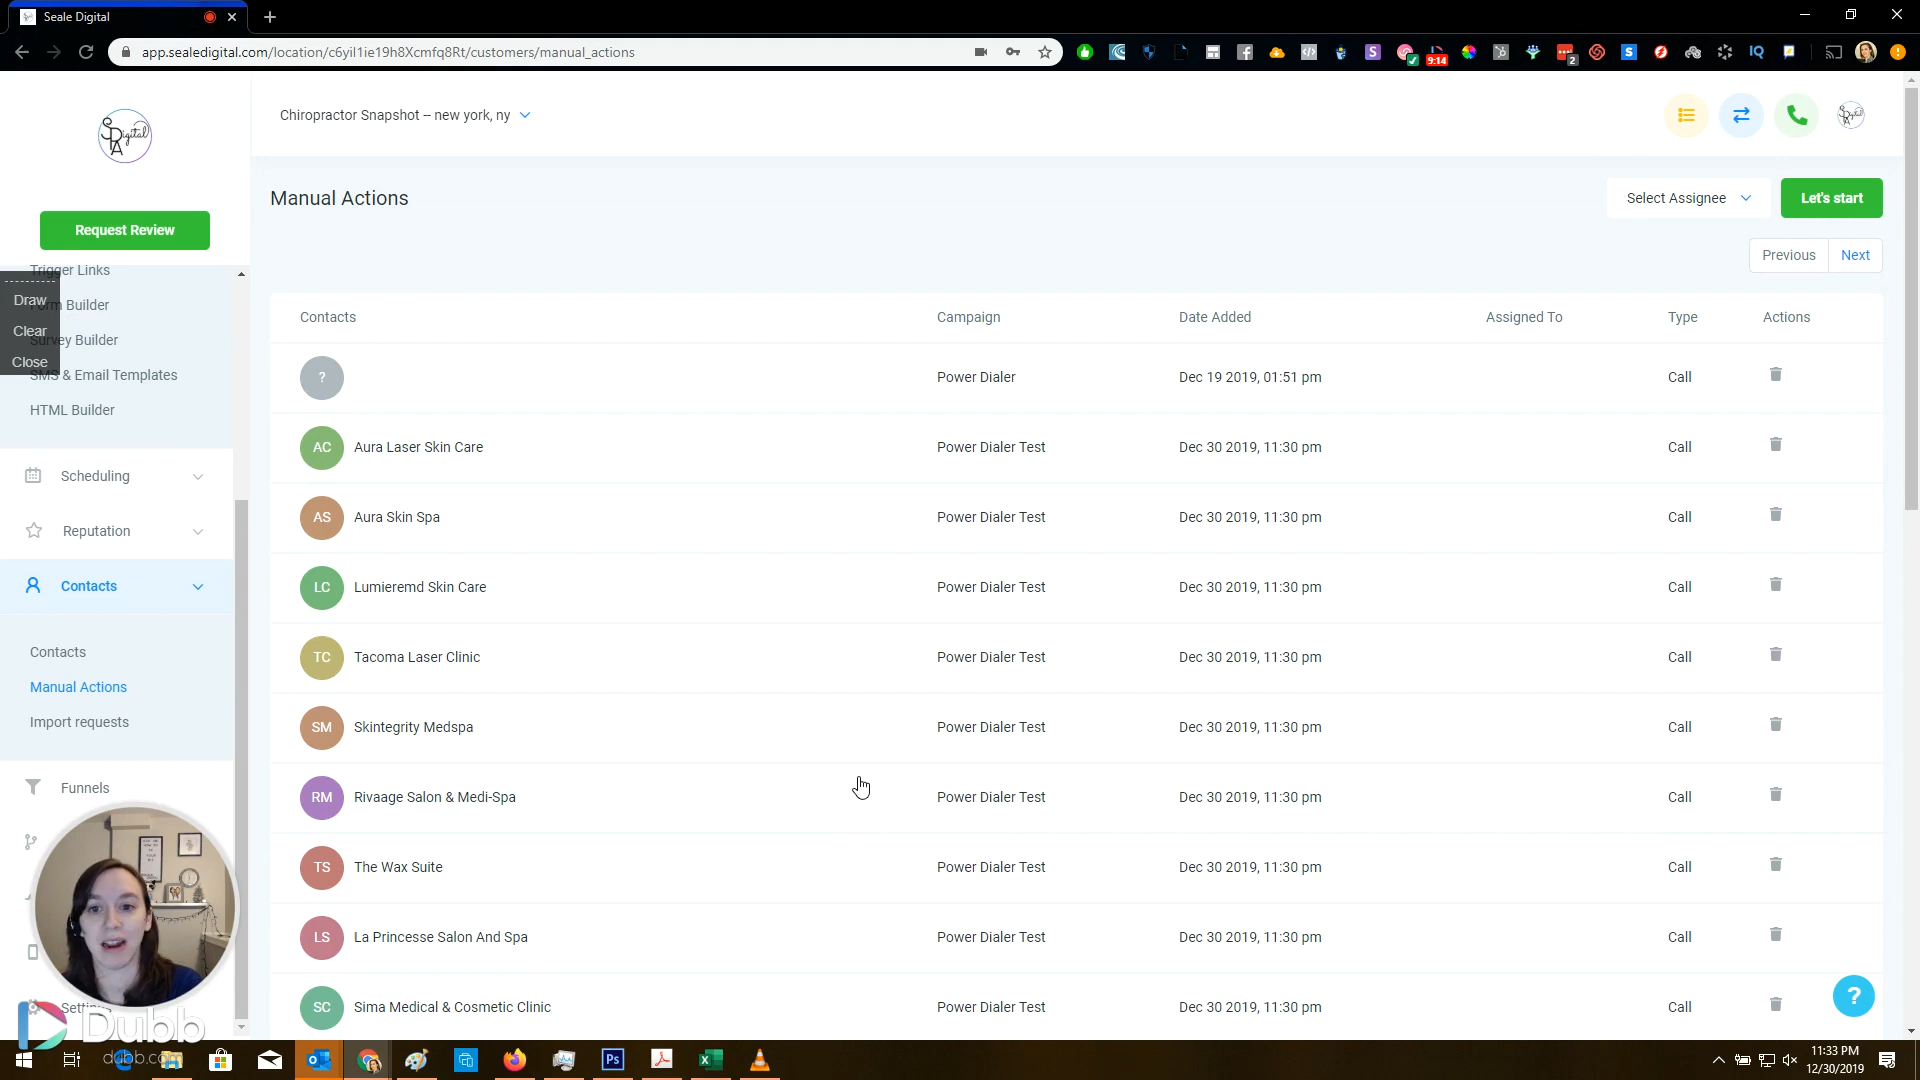 Seale Digital
app.sealedigital.com/location/c6yil1ie19h8Xcmfq8Rt/customers/manual_actions
9:14
2
IQ
Chiropractor Snapshot – new york, ny
Manual Actions
Select Assignee
Let's start
Previous
Next
Request Review
Trigger Links
Draw
Form Builder
Clear
Survey Builder
Close
SMS & Email Templates
HTML Builder
Scheduling
Reputation
Contacts
Contacts
Manual Actions
Import requests
Funnels
Contacts Campaign Date Added Assigned To Type Actions
? Power Dialer Dec 19 2019, 01:51 pm Call
AC Aura Laser Skin Care Power Dialer Test Dec 30 2019, 11:30 pm Call
AS Aura Skin Spa Power Dialer Test Dec 30 2019, 11:30 pm Call
LC Lumieremd Skin Care Power Dialer Test Dec 30 2019, 11:30 pm Call
TC Tacoma Laser Clinic Power Dialer Test Dec 30 2019, 11:30 pm Call
SM Skintegrity Medspa Power Dialer Test Dec 30 2019, 11:30 pm Call
RM Rivaage Salon & Medi-Spa Power Dialer Test Dec 30 2019, 11:30 pm Call
TS The Wax Suite Power Dialer Test Dec 30 2019, 11:30 pm Call
LS La Princesse Salon And Spa Power Dialer Test Dec 30 2019, 11:30 pm Call
SC Sima Medical & Cosmetic Clinic Power Dialer Test Dec 30 2019, 11:30 pm Call
?
Dubb
Ps
11:33 PM
12/30/2019